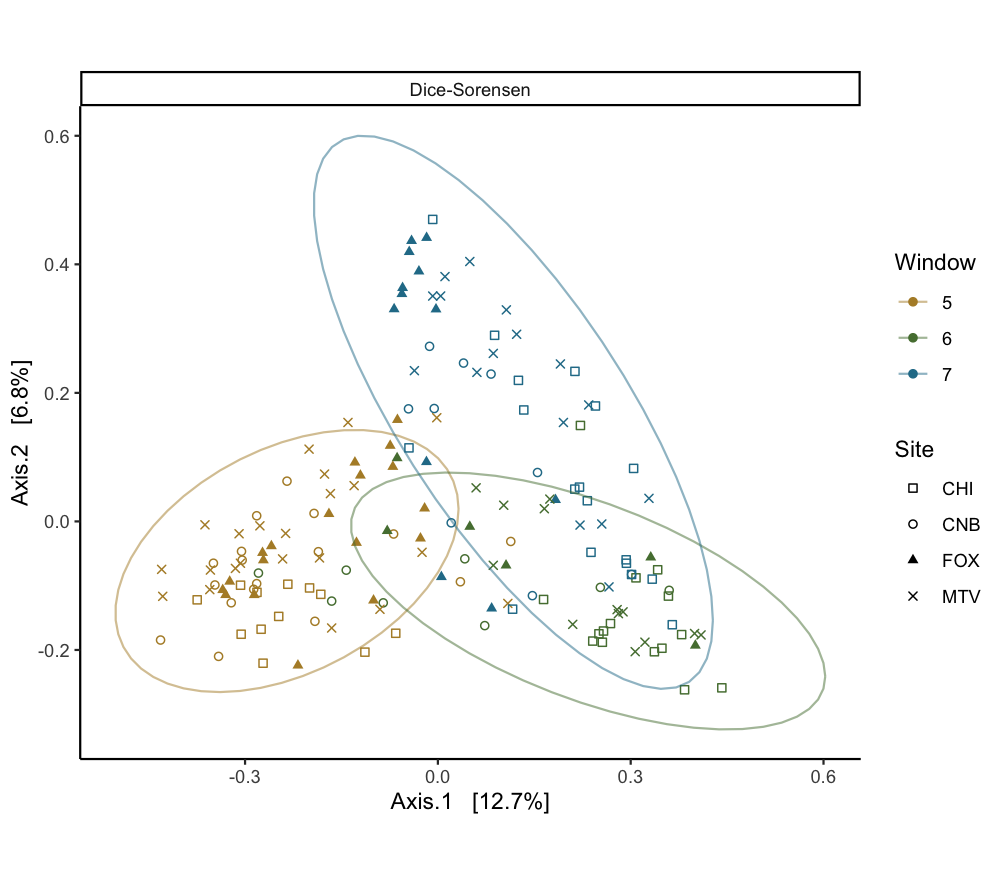 Dice-Sorensen
0.6
0.4
0.2
0.0
-0.2
Axis.2 [6.8%]
-0.3
0.0
0.3
0.6
Axis.1 [12.7%]
Window
5
6
7
Site
CHI
CNB
FOX
MTV